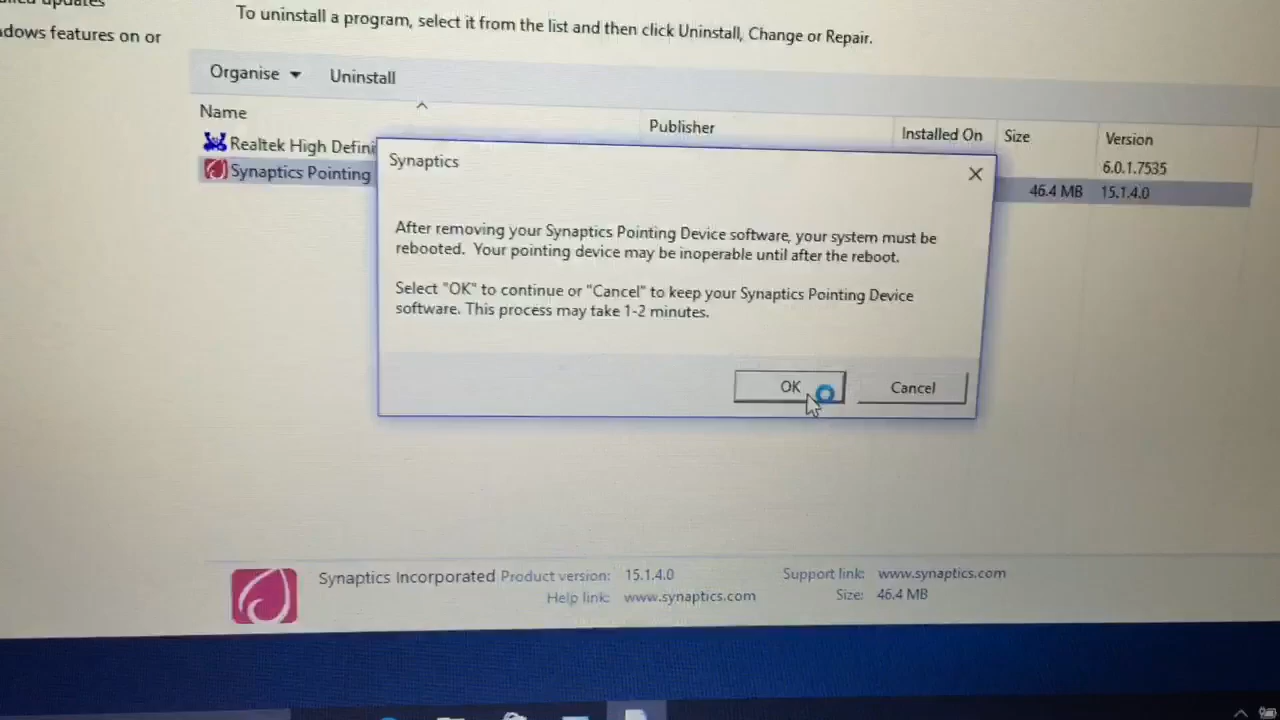 To uninstall a program, select it from the list and then click Uninstall, Change or Repair.
dows features on or
Organise Uninstall
Name Publisher Installed On Size Version
Realtek High Defini 6.0.1.7535
Synaptics Pointing 46.4 MB 15.1.4.0
Synaptics
After removing your Synaptics Pointing Device software, your system must be
rebooted. Your pointing device may be inoperable until after the reboot.
Select "OK" to continue or "Cancel" to keep your Synaptics Pointing Device
software. This process may take 1-2 minutes.
OK Cancel
Synaptics Incorporated Product version: 15.1.4.0 Support link: www.synaptics.com
Help link: www.synaptics.com Size: 46.4 MB